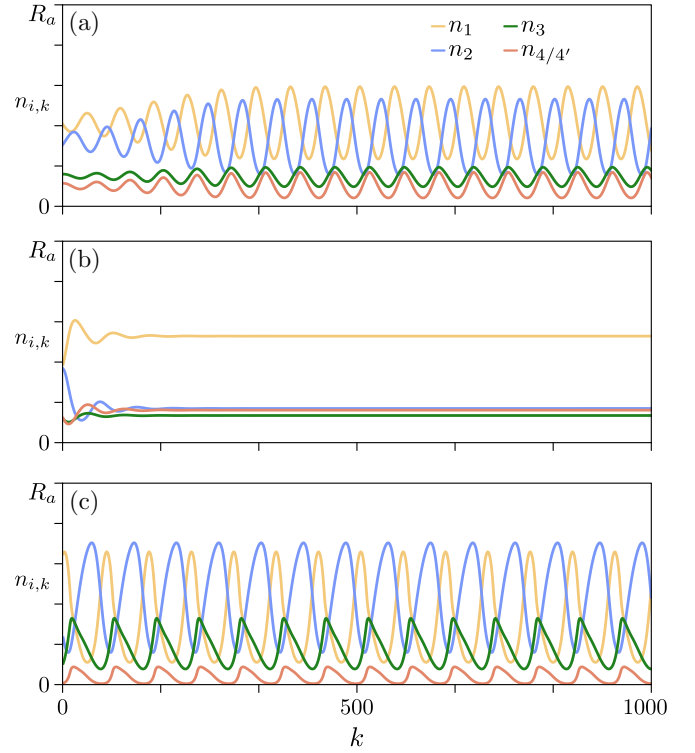 R_a (a) n_1 n_3
n_2 n_{4/4'}
n_{i,k}
0
R_a (b)
n_{i,k}
0
R_a (c)
n_{i,k}
0
0 500 1000
k